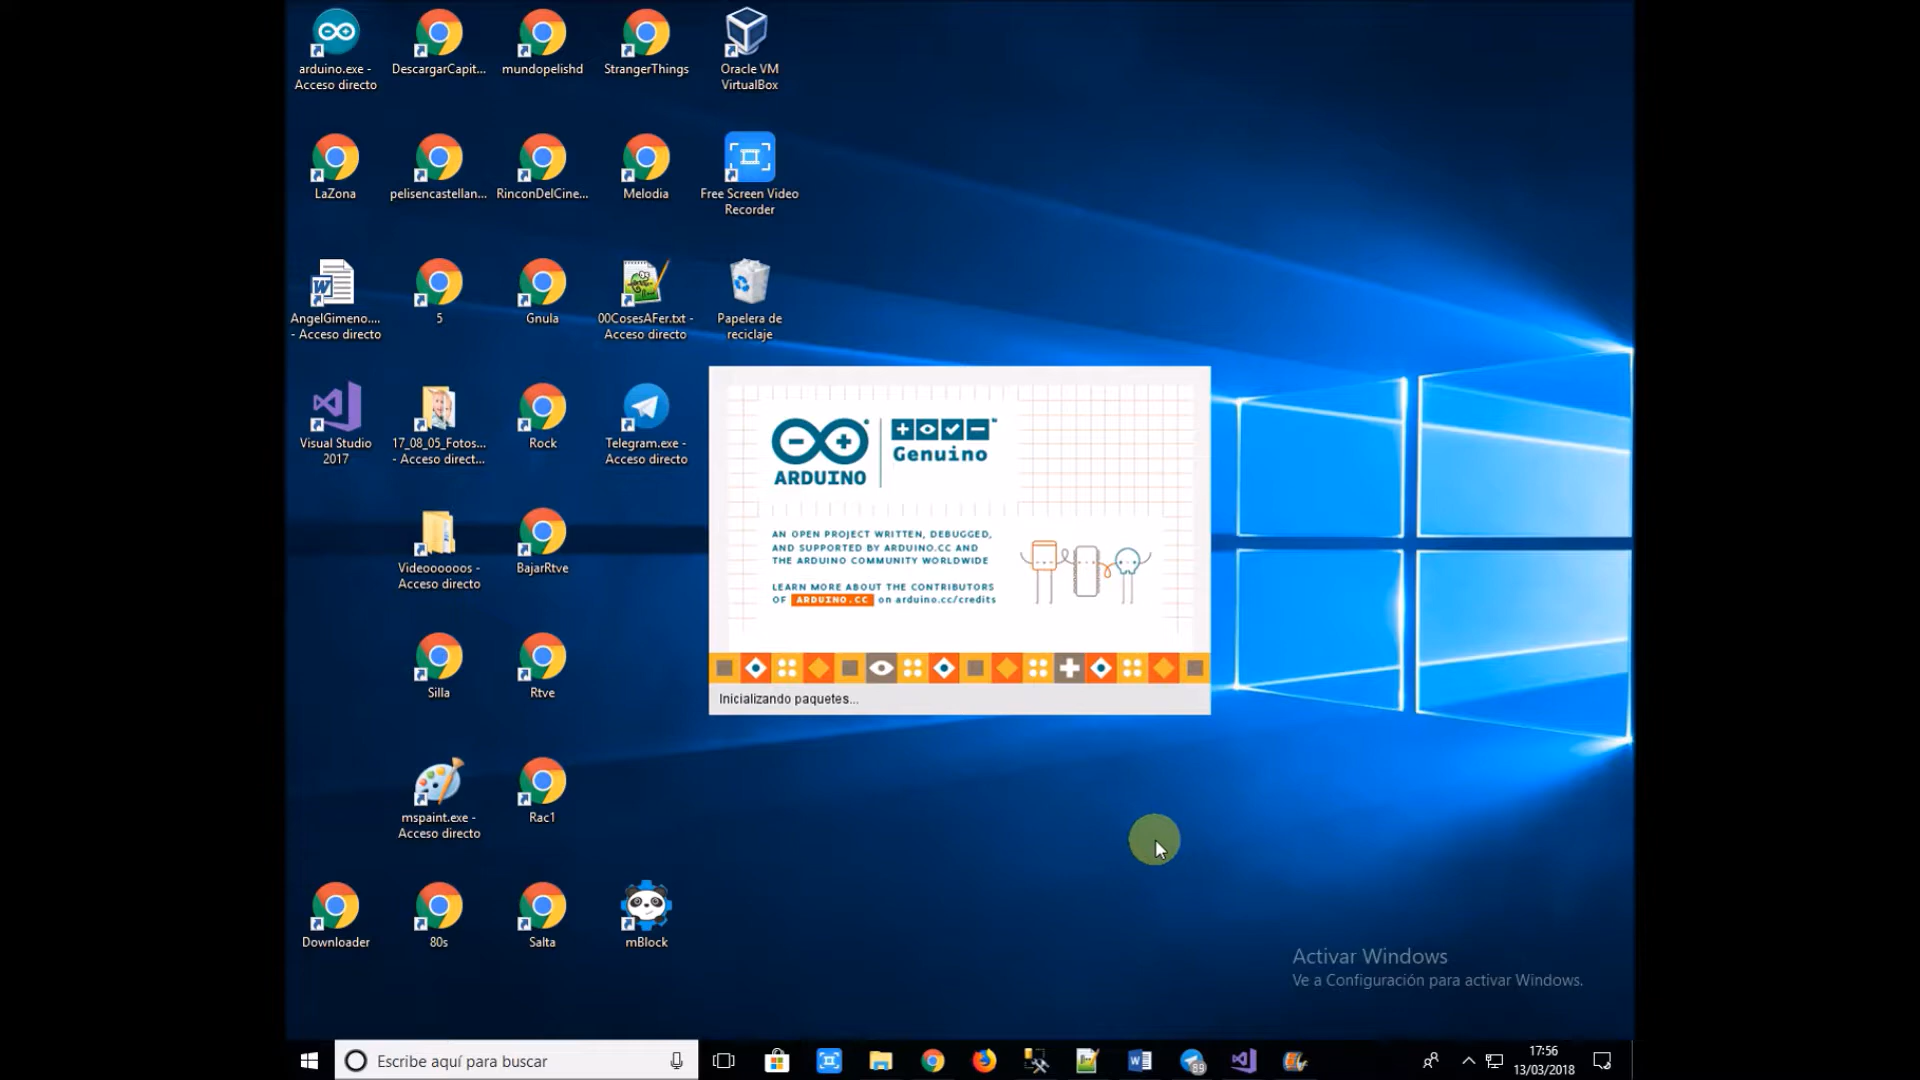 arduino.exe -
Acceso directo
DescargarCapit...
mundopelishd
StrangerThings
Oracle VM
VirtualBox
LaZona
pelisencastellan...
RinconDelCine...
Melodia
Free Screen Video
Recorder
AngelGimeno....
- Acceso directo
5
Gnula
00CosesAFer.txt -
Acceso directo
Papelera de
reciclaje
Visual Studio
2017
17_08_05_Fotos...
- Acceso direct...
Rock
Telegram.exe -
Acceso directo
Videoooooos -
Acceso directo
BajarRtve
Silla
Rtve
mspaint.exe -
Acceso directo
Rac1
Downloader
80s
Salta
mBlock
ARDUINO
Genuino
AN OPEN PROJECT WRITTEN, DEBUGGED,
AND SUPPORTED BY ARDUINO.CC AND
THE ARDUINO COMMUNITY WORLDWIDE
LEARN MORE ABOUT THE CONTRIBUTORS
OF ARDUINO.CC on arduino.cc/credits
Inicializando paquetes...
Activar Windows
Ve a Configuración para activar Windows.
Escribe aquí para buscar
89
17:56
13/03/2018